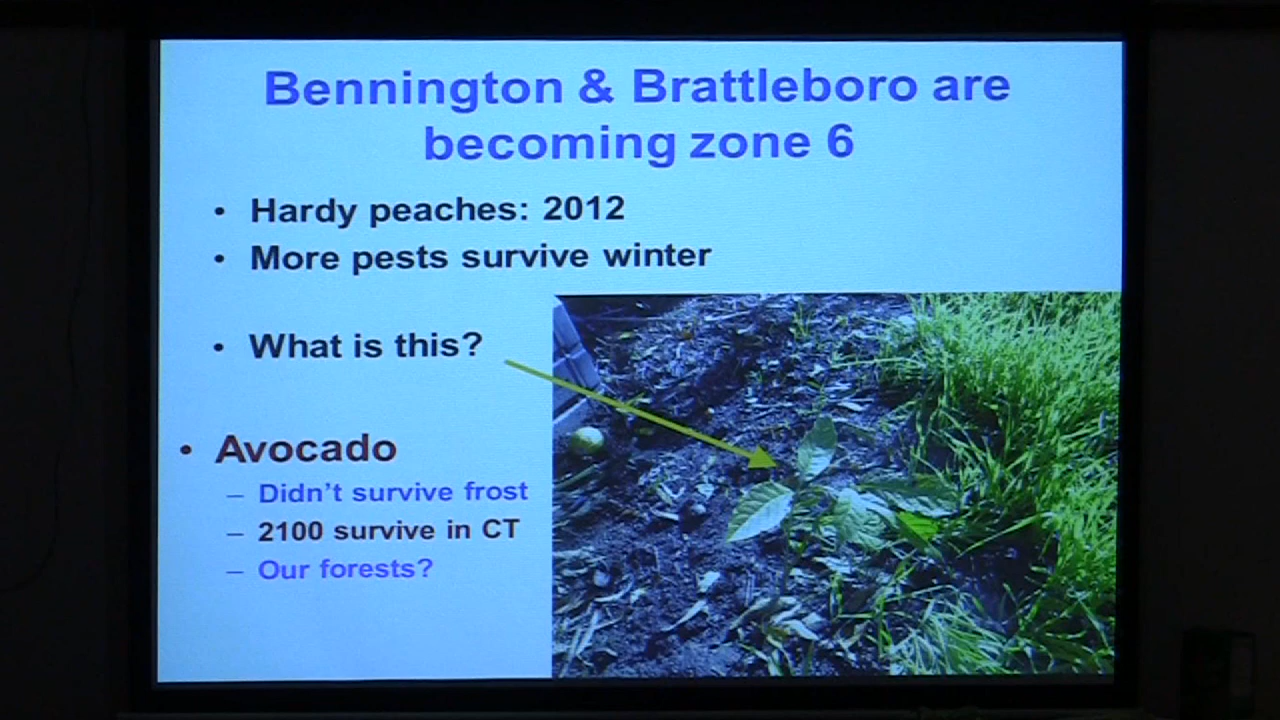 Bennington & Brattleboro are
becoming zone 6
• Hardy peaches: 2012
• More pests survive winter
• What is this?
• Avocado
– Didn't survive frost
– 2100 survive in CT
– Our forests?